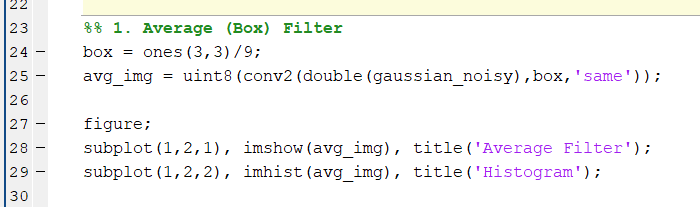 22
23 %% 1. Average (Box) Filter
24 – box = ones(3,3)/9;
25 – avg_img = uint8(conv2(double(gaussian_noisy),box,'same'));
26
27 – figure;
28 – subplot(1,2,1), imshow(avg_img), title('Average Filter');
29 – subplot(1,2,2), imhist(avg_img), title('Histogram');
30